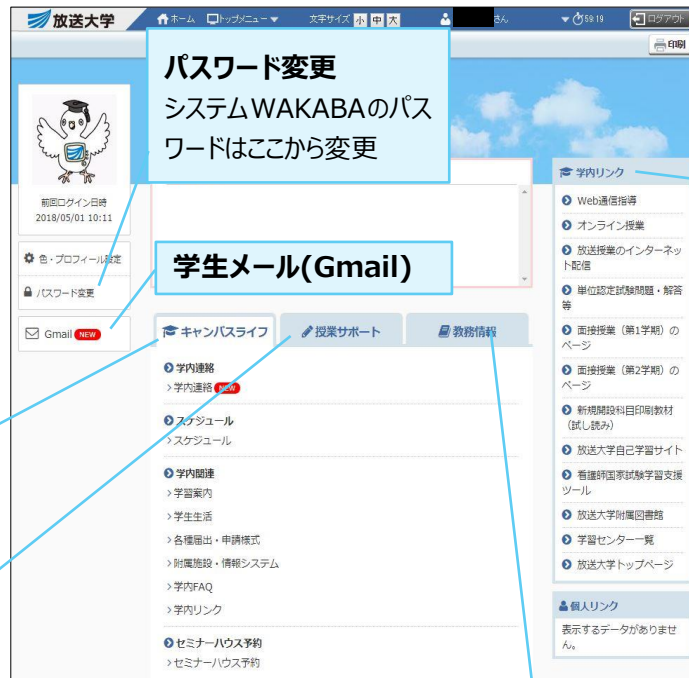 放送大学
ホーム トップメニュー▼ 文字サイズ 小 中 大 さん ▼ 59:19 ログアウト
印刷
パスワード変更
システムWAKABAのパス
ワードはここから変更
前回ログイン日時
2018/05/01 10:11
色・プロフィール設定
パスワード変更
Gmail NEW
学生メール(Gmail)
キャンパスライフ 授業サポート 教務情報
学内連絡
>学内連絡 NEW
スケジュール
>スケジュール
学内関連
>学習案内
>学生生活
>各種届出・申請様式
>附属施設・情報システム
>学内FAQ
>学内リンク
セミナーハウス予約
>セミナーハウス予約
学内リンク
Web通信指導
オンライン授業
放送授業のインターネッ
ト配信
単位認定試験問題・解答
等
面接授業（第1学期）の
ページ
面接授業（第2学期）の
ページ
新規開設科目印刷教材
（試し読み）
放送大学自己学習サイト
看護師国家試験学習支援
ツール
放送大学附属図書館
学習センター一覧
放送大学トップページ
個人リンク
表示するデータがありませ
ん。